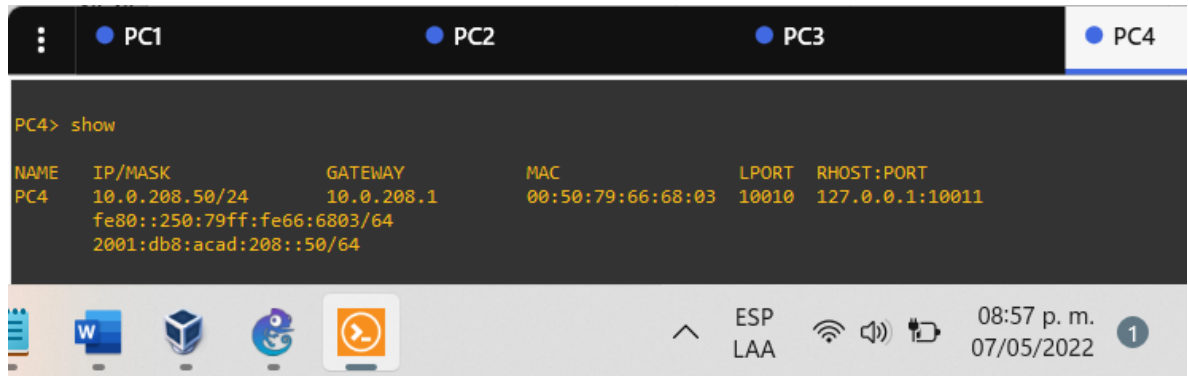 PC1 PC2 PC3 PC4
PC4> show
NAME IP/MASK GATEWAY MAC LPORT RHOST:PORT
PC4 10.0.208.50/24 10.0.208.1 00:50:79:66:68:03 10010 127.0.0.1:10011
fe80::250:79ff:fe66:6803/64
2001:db8:acad:208::50/64
W
ESP
LAA
08:57 p. m.
07/05/2022
1